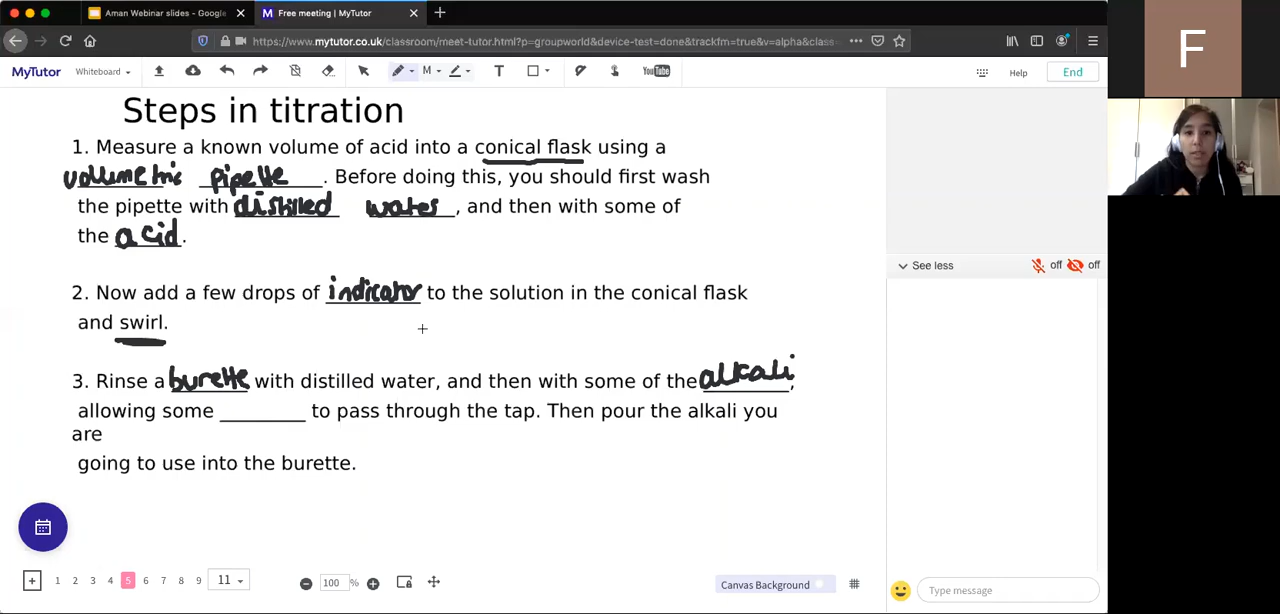 Aman Webinar slides - Google
Free meeting | MyTutor
https://www.mytutor.co.uk/classroom/meet-tutor.html?p=groupworld&device-test=done&trackfm=true&v=alpha&class
MyTutor Whiteboard M T YouTube Help End
Steps in titration
1. Measure a known volume of acid into a conical flask using a
volumetric pipette. Before doing this, you should first wash
the pipette with distilled water, and then with some of
the acid.
2. Now add a few drops of indicator to the solution in the conical flask
and swirl.
3. Rinse a burette with distilled water, and then with some of the alkali,
allowing some ________ to pass through the tap. Then pour the alkali you
are
going to use into the burette.
See less off off
1 2 3 4 5 6 7 8 9 11 100 % Canvas Background
Type message
F